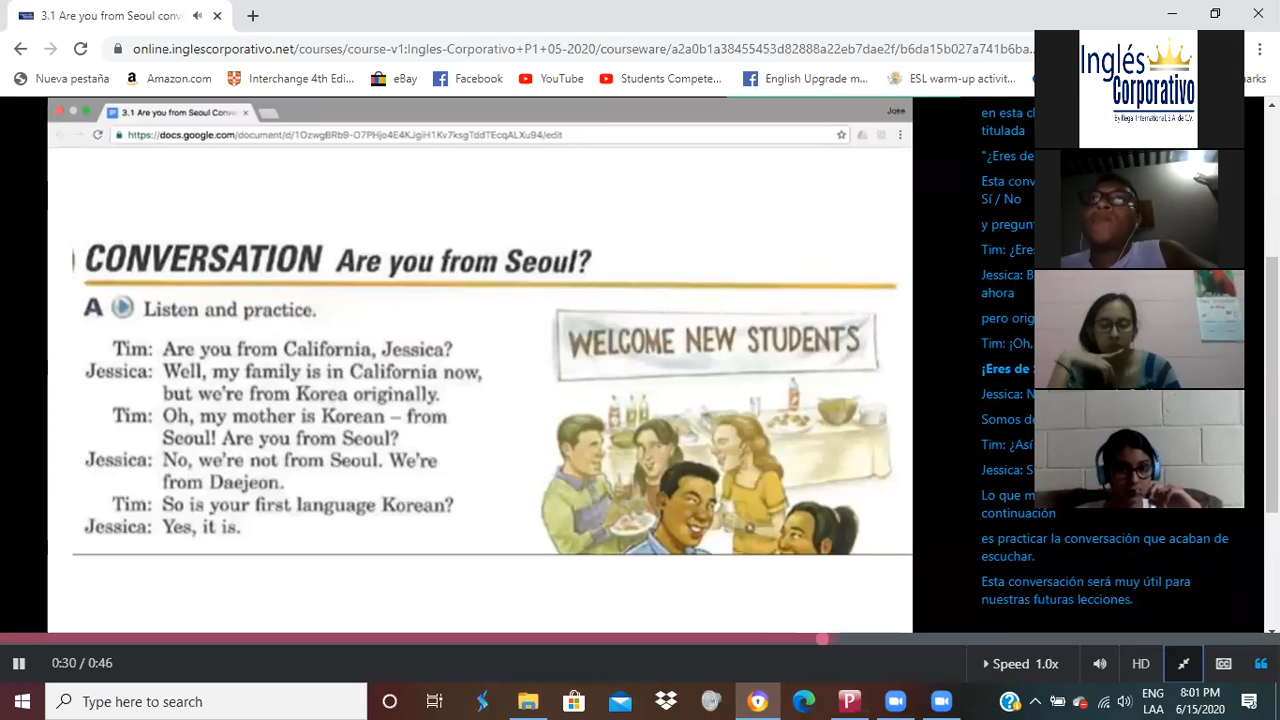 3.1 Are you from Seoul conversat
online.inglescorporativo.net/courses/course-v1:Ingles-Corporativo+P1+05-2020/courseware/a2a0b1a38455453d82888a22eb7dae2f/b6da15b027a741b6ba...
Nueva pestaña
Amazon.com
Interchange 4th Edi...
eBay
Facebook
YouTube
Students Compete...
English Upgrade m...
ESL warm-up activit...
Inglés
Corporativo
3.1 Are you from Seoul Conve
Jose
https://docs.google.com/document/d/1OzwgBRb9-O7PHjo4E4KJgiH1Kv7ksgTddTEcqALXu94/edit
CONVERSATION Are you from Seoul?
A Listen and practice.
WELCOME NEW STUDENTS
Tim: Are you from California, Jessica?
Jessica: Well, my family is in California now,
but we're from Korea originally.
Tim: Oh, my mother is Korean – from
Seoul! Are you from Seoul?
Jessica: No, we're not from Seoul. We're
from Daejeon.
Tim: So is your first language Korean?
Jessica: Yes, it is.
en esta cl
titulada
"¿Eres de
Esta conv
Sí / No
y pregun
Tim: ¿Ere
Jessica: B
ahora
pero orig
Tim: ¡Oh,
¡Eres de S
Jessica: N
Somos de
Tim: ¿Así
Jessica: S
Lo que m
continuación
es practicar la conversación que acaban de
escuchar.
Esta conversación será muy útil para
nuestras futuras lecciones.
0:30 / 0:46
Speed 1.0x
HD
Type here to search
ENG
LAA
8:01 PM
6/15/2020